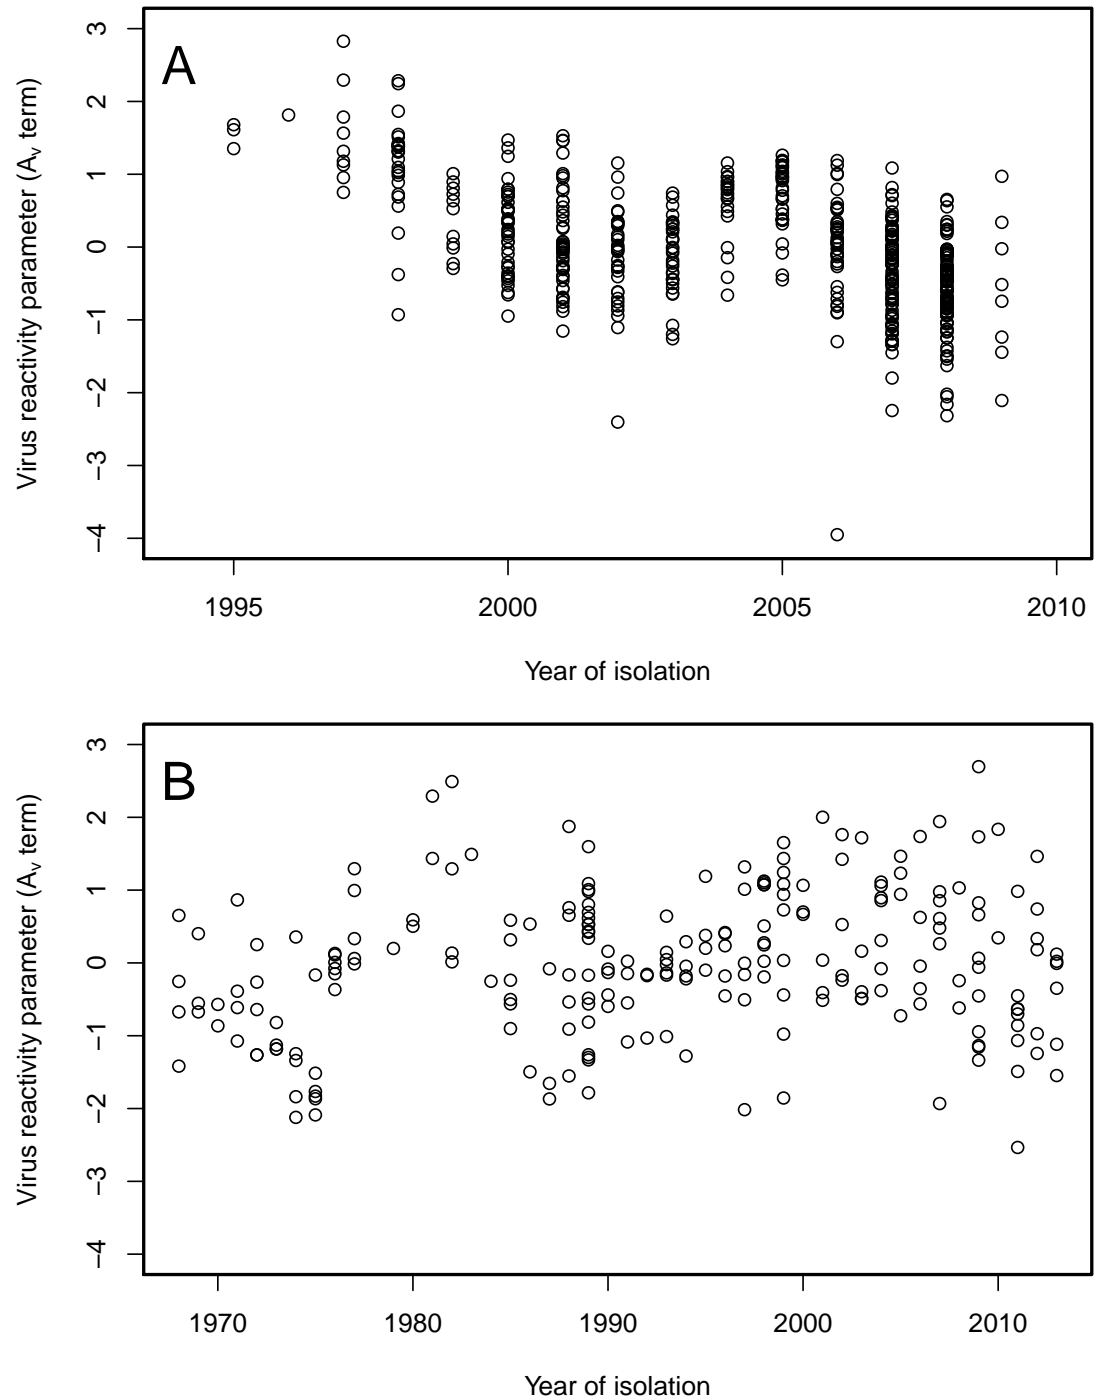 A
3
2
1
0
−1
−2
−3
−4
Virus reactivity parameter (Av term)
1995 2000 2005 2010
Year of isolation
B
3
2
1
0
−1
−2
−3
−4
Virus reactivity parameter (Av term)
1970 1980 1990 2000 2010
Year of isolation